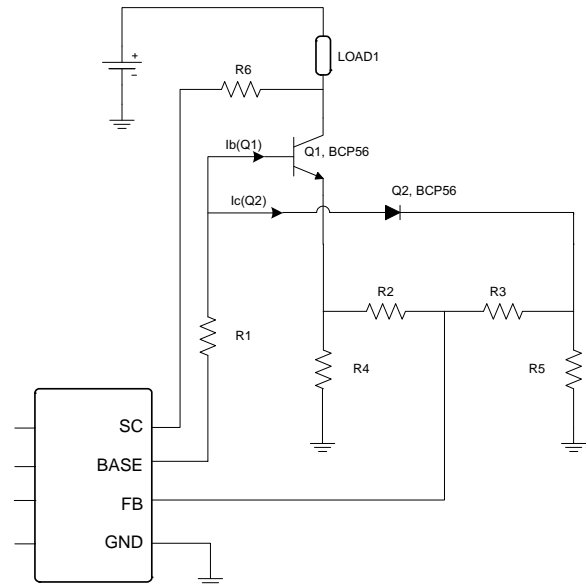 +
−
LOAD1
R6
Ib(Q1)
Q1, BCP56
Q2, BCP56
Ic(Q2)
R2
R3
R1
R4
R5
SC
BASE
FB
GND